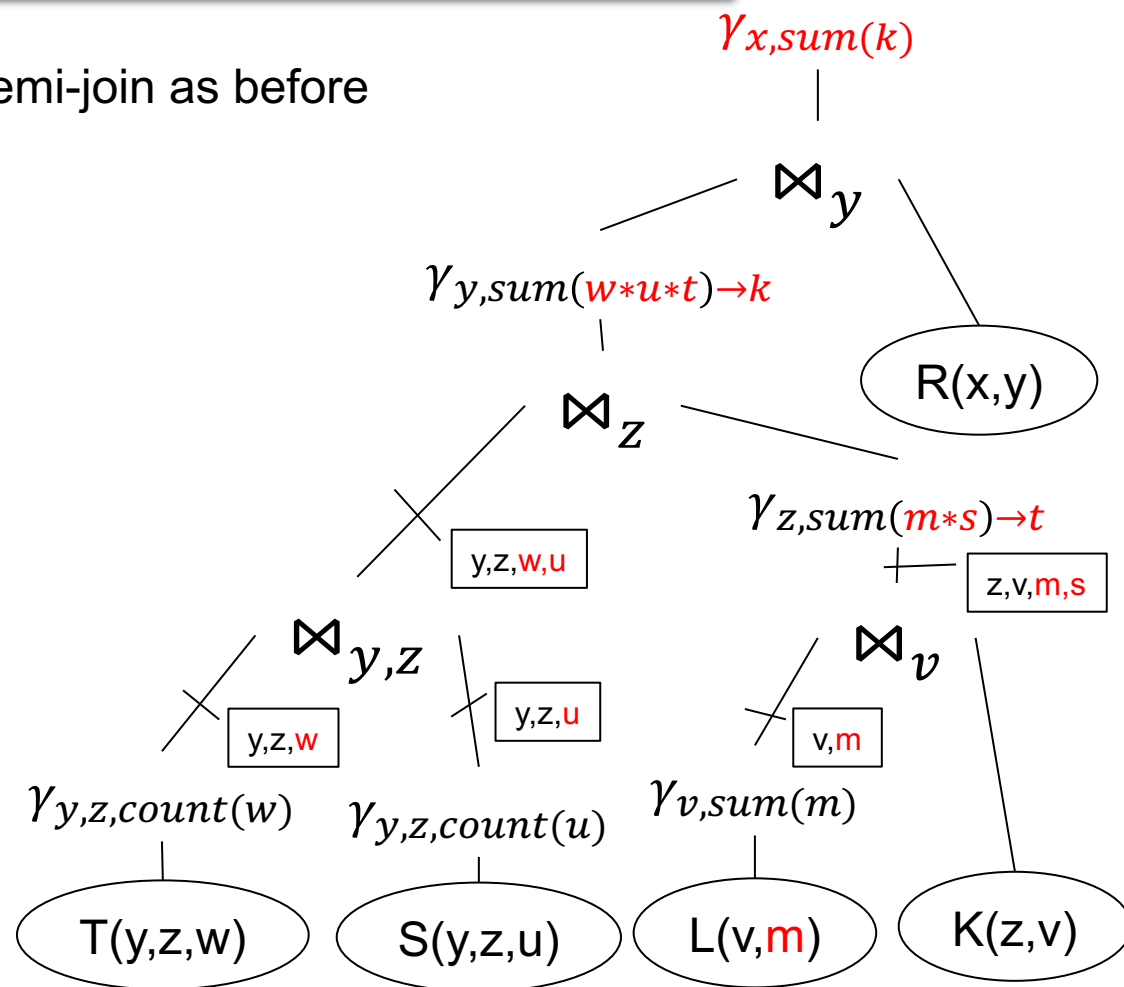 γx,sum(k)
emi-join as before
⋈y
γy,sum(w*u*t)→k
R(x,y)
⋈z
γz,sum(m*s)→t
y,z,w,u
z,v,m,s
⋈y,z
⋈v
y,z,w
y,z,u
v,m
γy,z,count(w)
γy,z,count(u)
γv,sum(m)
T(y,z,w)
S(y,z,u)
L(v,m)
K(z,v)